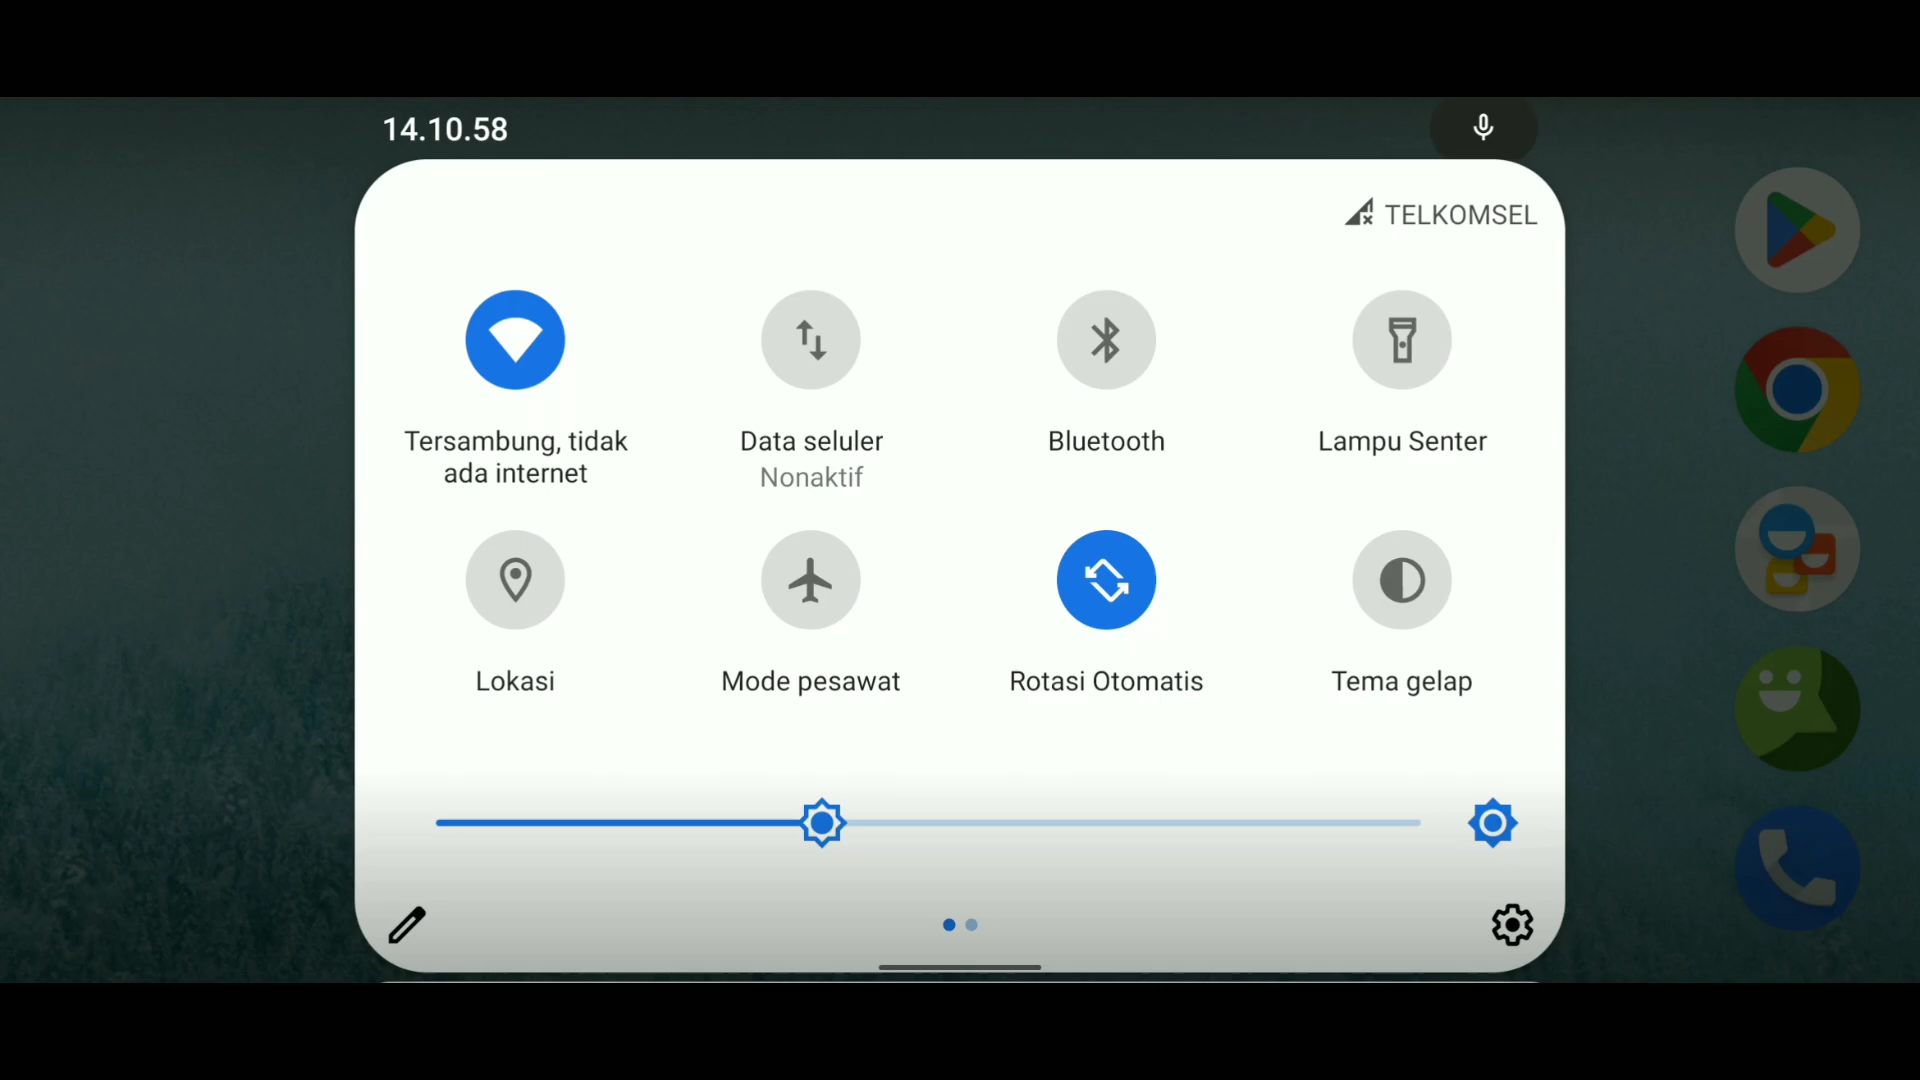 14.10.58
TELKOMSEL
Tersambung, tidak
ada internet
Data seluler
Nonaktif
Bluetooth
Lampu Senter
Lokasi
Mode pesawat
Rotasi Otomatis
Tema gelap